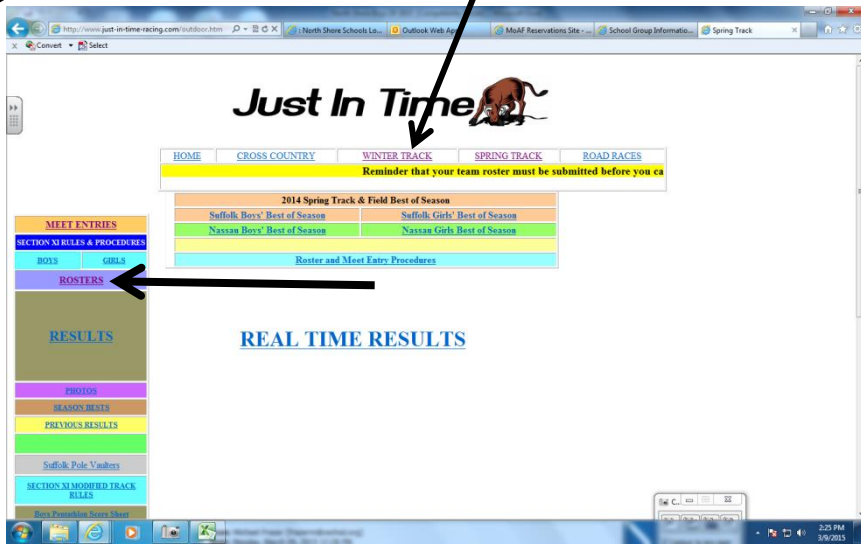 http://www.just-in-time-racing.com/outdoor.htm
: North Shore Schools Lo...
Outlook Web App
MoAF Reservations Site - ...
School Group Informatio...
Spring Track
x Convert Select
Just In Time
HOME CROSS COUNTRY WINTER TRACK SPRING TRACK ROAD RACES
Reminder that your team roster must be submitted before you ca
2014 Spring Track & Field Best of Season
Suffolk Boys' Best of Season Suffolk Girls' Best of Season
Nassau Boys' Best of Season Nassau Girls Best of Season
Roster and Meet Entry Procedures
MEET ENTRIES
SECTION XI RULES & PROCEDURES
BOYS GIRLS
ROSTERS
RESULTS
REAL TIME RESULTS
PHOTOS
SEASON BESTS
PREVIOUS RESULTS
Suffolk Pole Vaulters
SECTION XI MODIFIED TRACK
RULES
Boys Pentathlon Score Sheet
C...
2:25 PM
3/9/2015